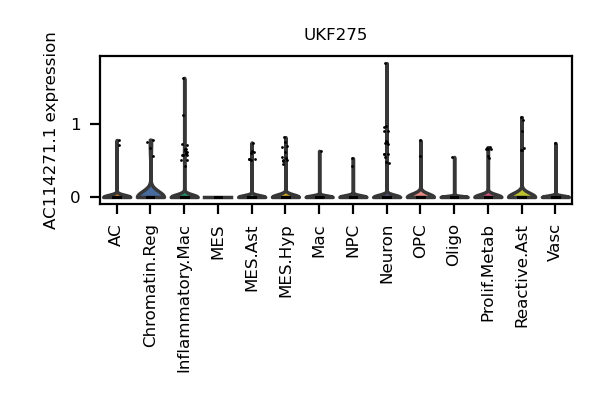 UKF275
AC114271.1 expression
1
0
AC
Chromatin.Reg
Inflammatory.Mac
MES
MES.Ast
MES.Hyp
Mac
NPC
Neuron
OPC
Oligo
Prolif.Metab
Reactive.Ast
Vasc